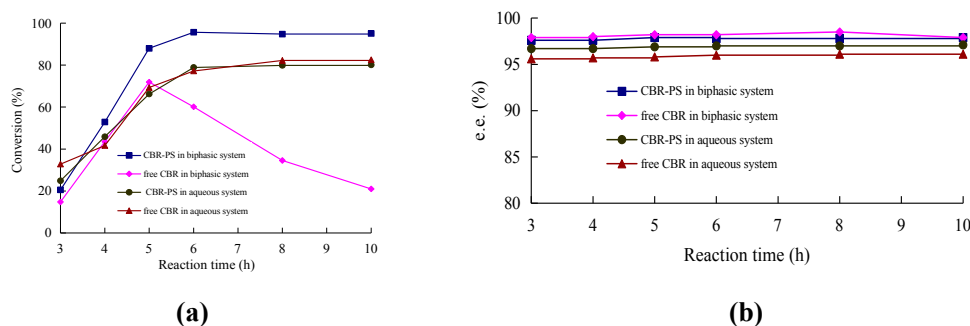 100
80
60
40
20
0
Conversion (%)
CBR-PS in biphasic system
free CBR in biphasic system
CBR-PS in aqueous system
free CBR in aqueous system
3 4 5 6 7 8 9 10
Reaction time (h)
(a)
100
95
90
85
80
e.e. (%)
CBR-PS in biphasic system
free CBR in biphasic system
CBR-PS in aqueous system
free CBR in aqueous system
3 4 5 6 7 8 9 10
Reaction time (h)
(b)